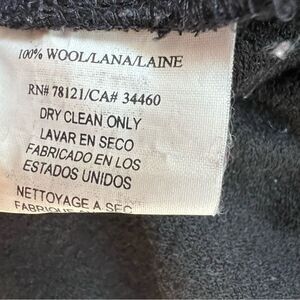 100% WOOL/LANA/LAINE
RN# 78121/CA# 34460
DRY CLEAN ONLY
LAVAR EN SECO
FABRICADO EN LOS
ESTADOS UNIDOS
NETTOYAGE A SEC